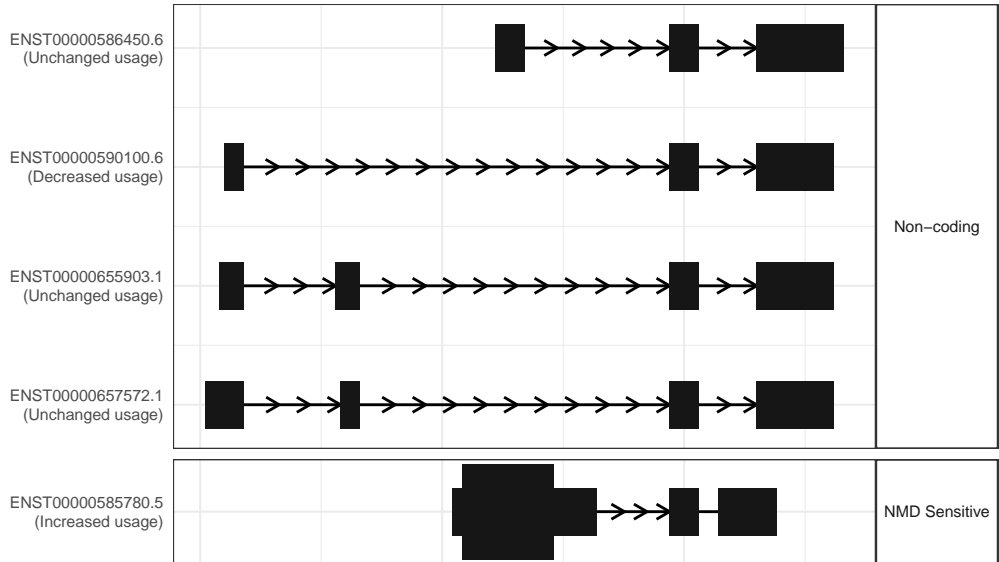 ENST00000586450.6
(Unchanged usage)
ENST00000590100.6
(Decreased usage)
ENST00000655903.1
(Unchanged usage)
ENST00000657572.1
(Unchanged usage)
Non−coding
ENST00000585780.5
(Increased usage)
NMD Sensitive